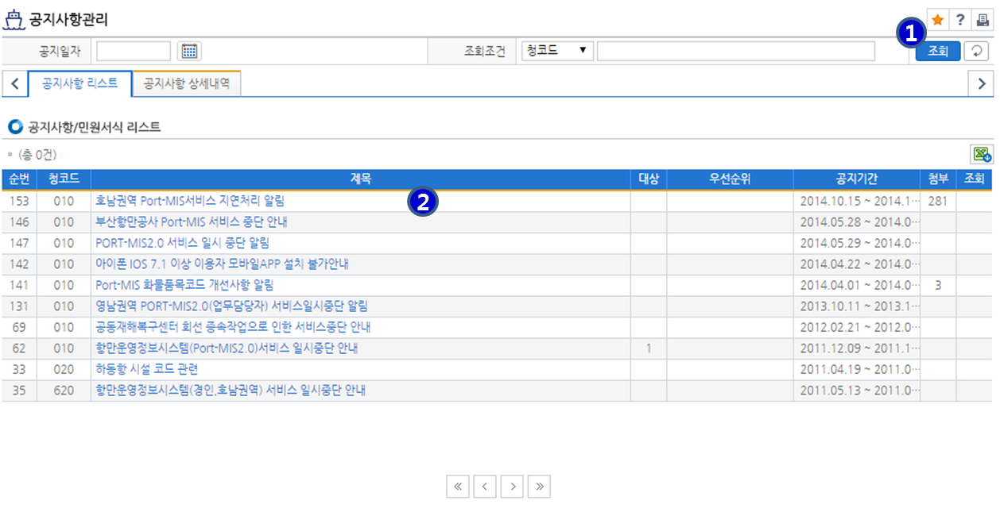 공지사항관리
?
1
공지일자 조회조건 청코드 ▼ 조회
공지사항 리스트 공지사항 상세내역
공지사항/민원서식 리스트
(총 0건)
순번 청코드 제목 대상 우선순위 공지기간 첨부 조회
153 010 호남권역 Port-MIS서비스 지연처리 알림 2 2014.10.15 ~ 2014.1… 281
146 010 부산항만공사 Port-MIS 서비스 중단 안내 2014.05.28 ~ 2014.0…
147 010 PORT-MIS2.0 서비스 일시 중단 알림 2014.05.29 ~ 2014.0…
142 010 아이폰 IOS 7.1 이상 이용자 모바일APP 설치 불가안내 2014.04.22 ~ 2014.0…
141 010 Port-MIS 화물품목코드 개선사항 알림 2014.04.01 ~ 2014.0… 3
131 010 영남권역 PORT-MIS2.0(업무담당자) 서비스일시중단 알림 2013.10.11 ~ 2013.1…
69 010 공동재해복구센터 회선 증속작업으로 인한 서비스중단 안내 2012.02.21 ~ 2012.0…
62 010 항만운영정보시스템(Port-MIS2.0)서비스 일시중단 안내 1 2011.12.09 ~ 2011.1…
33 020 하동항 시설 코드 관련 2011.04.19 ~ 2011.0…
35 620 항만운영정보시스템(경인,호남권역) 서비스 일시중단 안내 2011.05.13 ~ 2011.0…